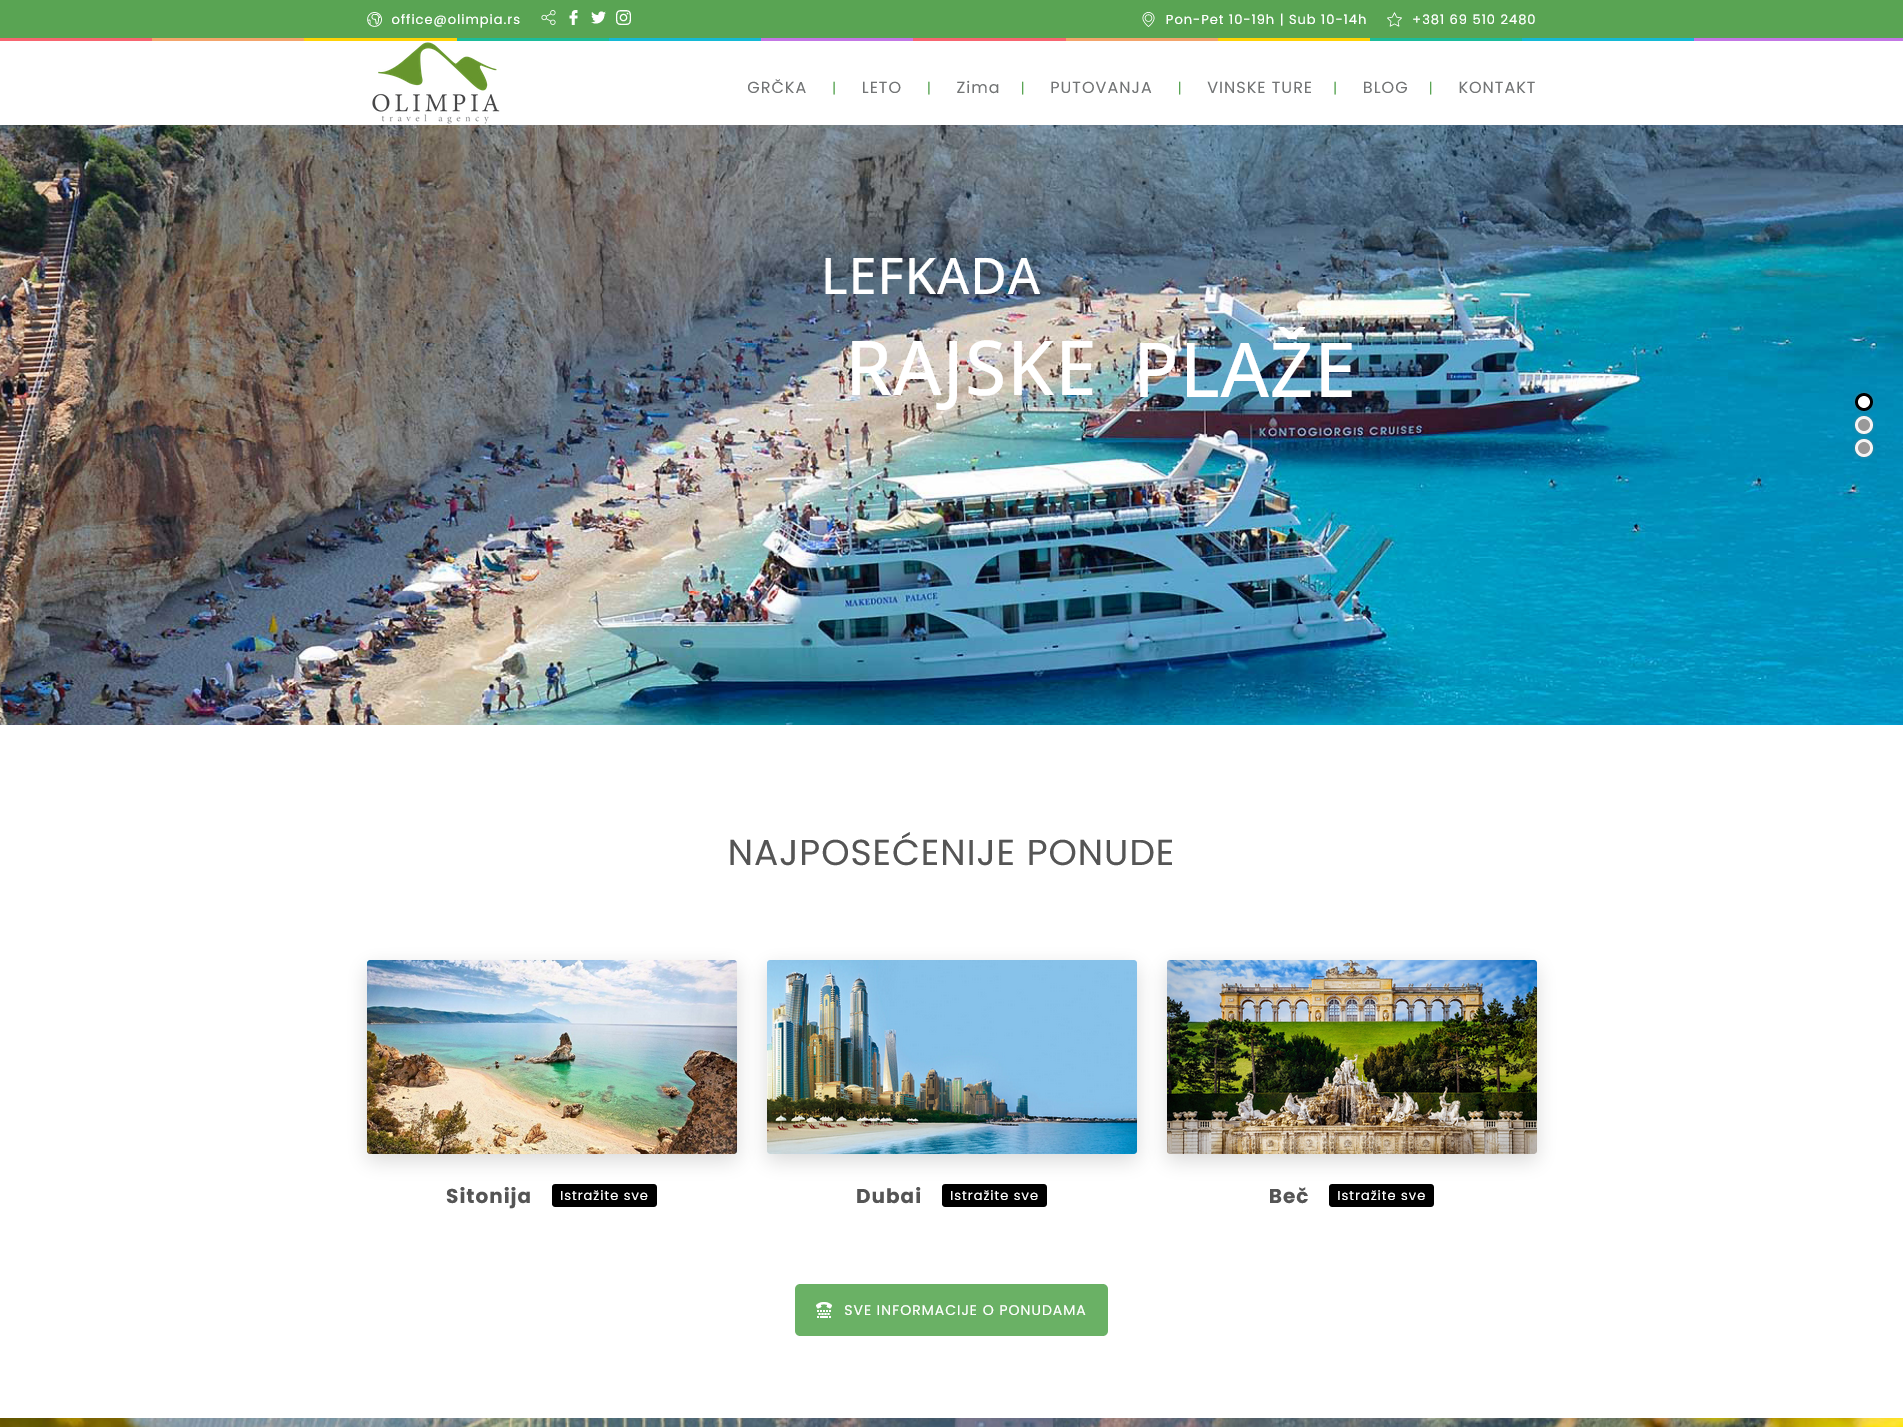 office@olimpia.rs
Pon-Pet 10-19h | Sub 10-14h
+381 69 510 2480
OLIMPIA
travel agency
GRČKA | LETO | Zima | PUTOVANJA | VINSKE TURE | BLOG | KONTAKT
LEFKADA
RAJSKE PLAŽE
KONTOGIORGIS CRUISES
MAKEDONIA PALACE
NAJPOSEĆENIJE PONUDE
Sitonija Istražite sve
Dubai Istražite sve
Beč Istražite sve
SVE INFORMACIJE O PONUDAMA